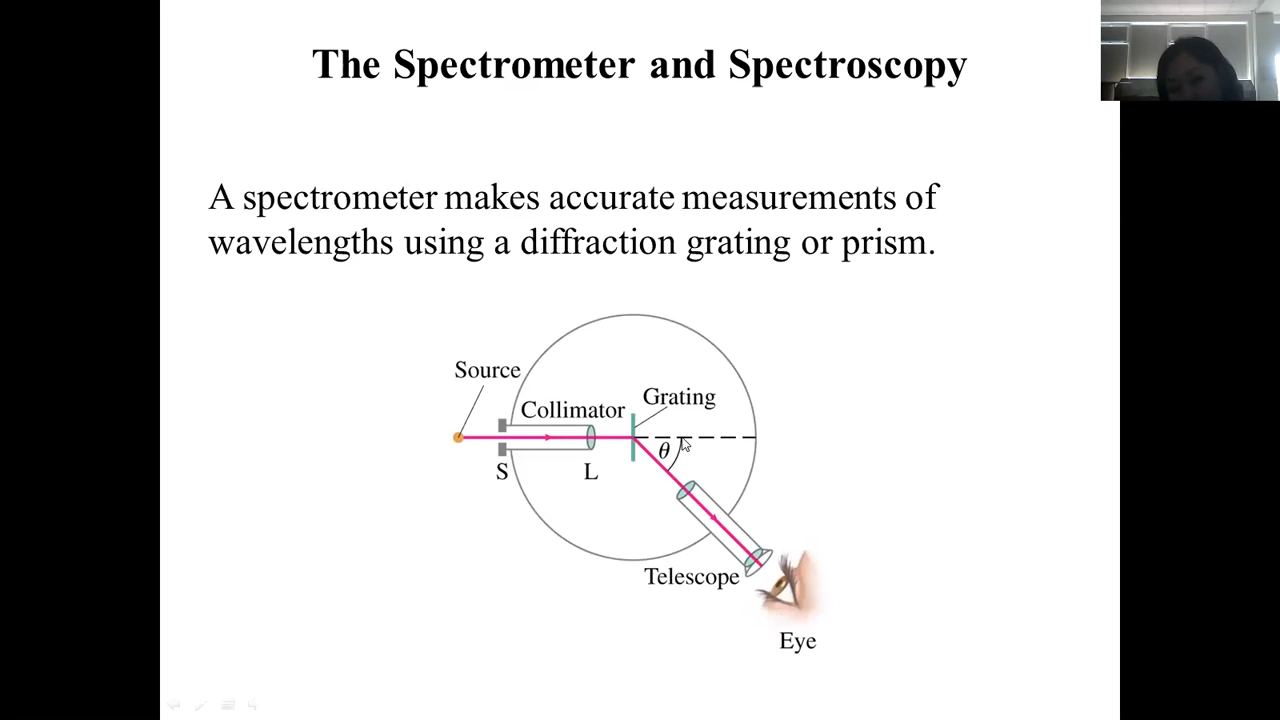 The Spectrometer and Spectroscopy
A spectrometer makes accurate measurements of
wavelengths using a diffraction grating or prism.
Source
Collimator
Grating
θ
S
L
Telescope
Eye